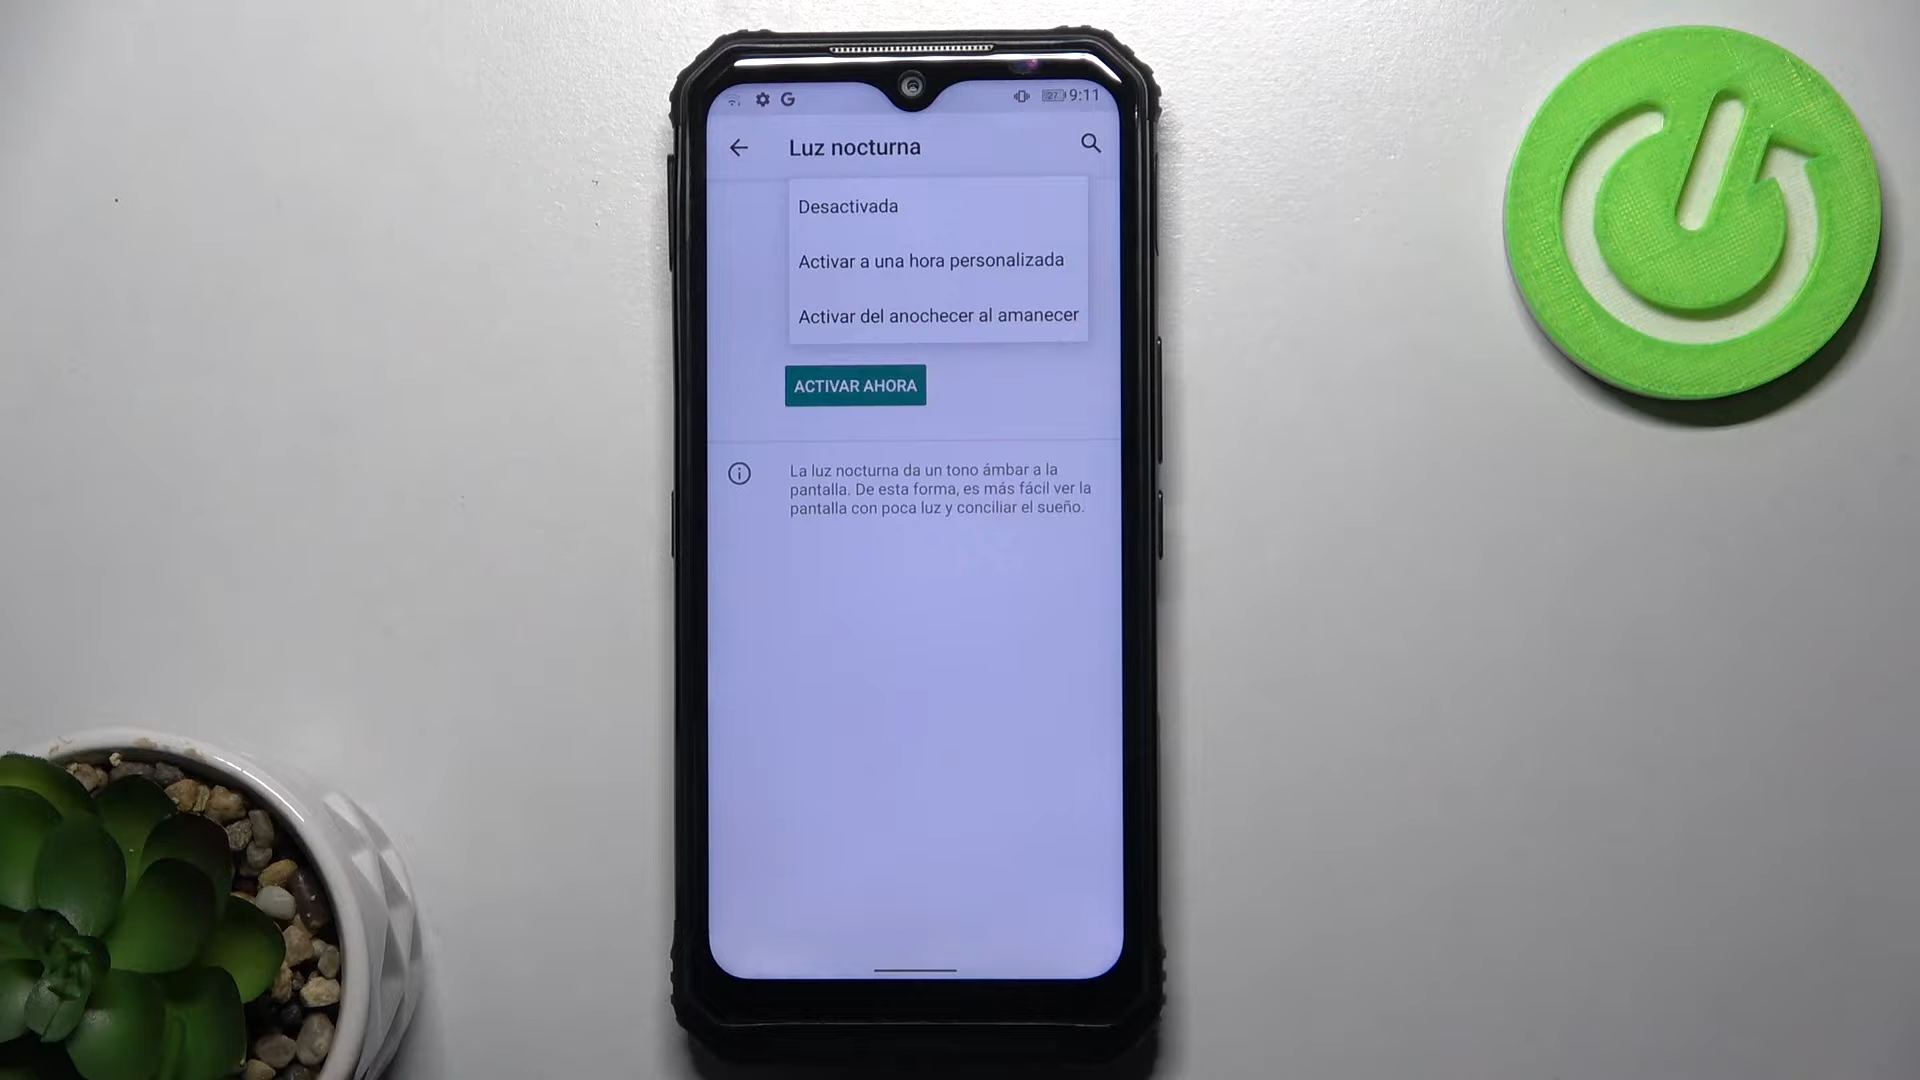 27 9:11
Luz nocturna
Desactivada
Activar a una hora personalizada
Activar del anochecer al amanecer
ACTIVAR AHORA
La luz nocturna da un tono ámbar a la
pantalla. De esta forma, es más fácil ver la
pantalla con poca luz y conciliar el sueño.